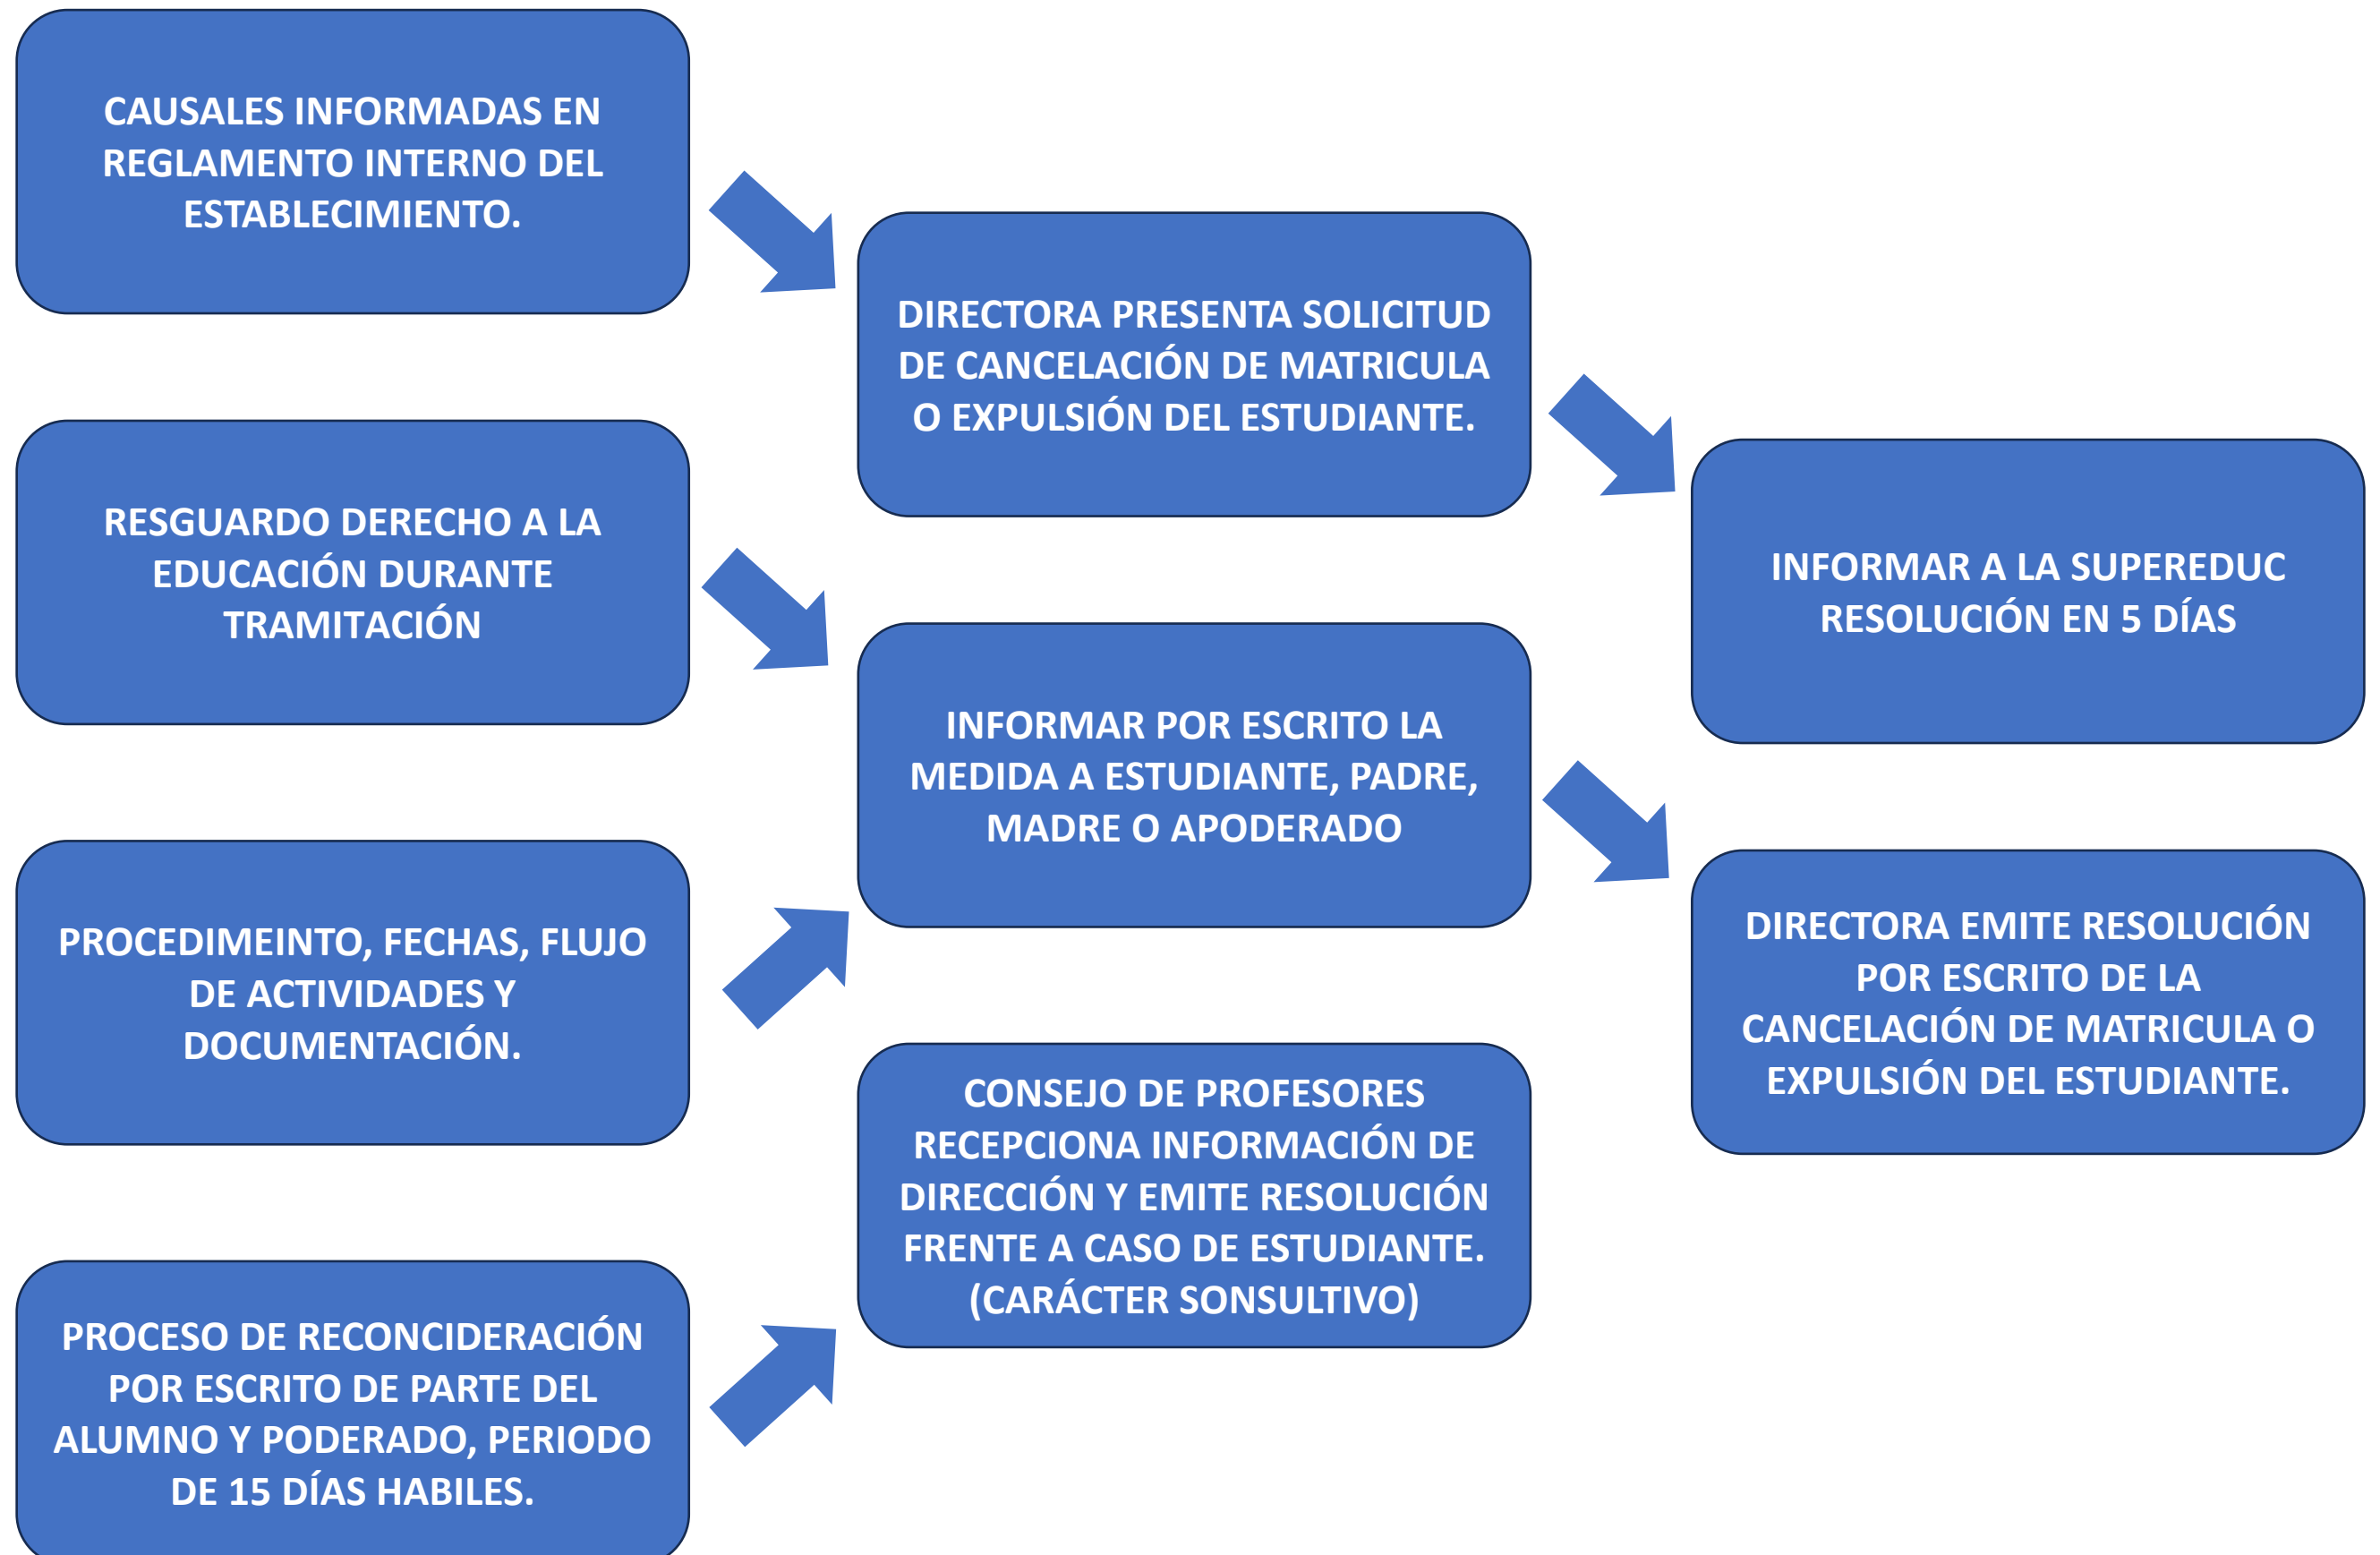 CAUSALES INFORMADAS EN
REGLAMENTO INTERNO DEL
ESTABLECIMIENTO.
RESGUARDO DERECHO A LA
EDUCACIÓN DURANTE
TRAMITACIÓN
PROCEDIMEINTO, FECHAS, FLUJO
DE ACTIVIDADES Y
DOCUMENTACIÓN.
PROCESO DE RECONCIDERACIÓN
POR ESCRITO DE PARTE DEL
ALUMNO Y PODERADO, PERIODO
DE 15 DÍAS HABILES.
DIRECTORA PRESENTA SOLICITUD
DE CANCELACIÓN DE MATRICULA
O EXPULSIÓN DEL ESTUDIANTE.
INFORMAR POR ESCRITO LA
MEDIDA A ESTUDIANTE, PADRE,
MADRE O APODERADO
CONSEJO DE PROFESORES
RECEPCIONA INFORMACIÓN DE
DIRECCIÓN Y EMITE RESOLUCIÓN
FRENTE A CASO DE ESTUDIANTE.
(CARÁCTER SONSULTIVO)
INFORMAR A LA SUPEREDUC
RESOLUCIÓN EN 5 DÍAS
DIRECTORA EMITE RESOLUCIÓN
POR ESCRITO DE LA
CANCELACIÓN DE MATRICULA O
EXPULSIÓN DEL ESTUDIANTE.